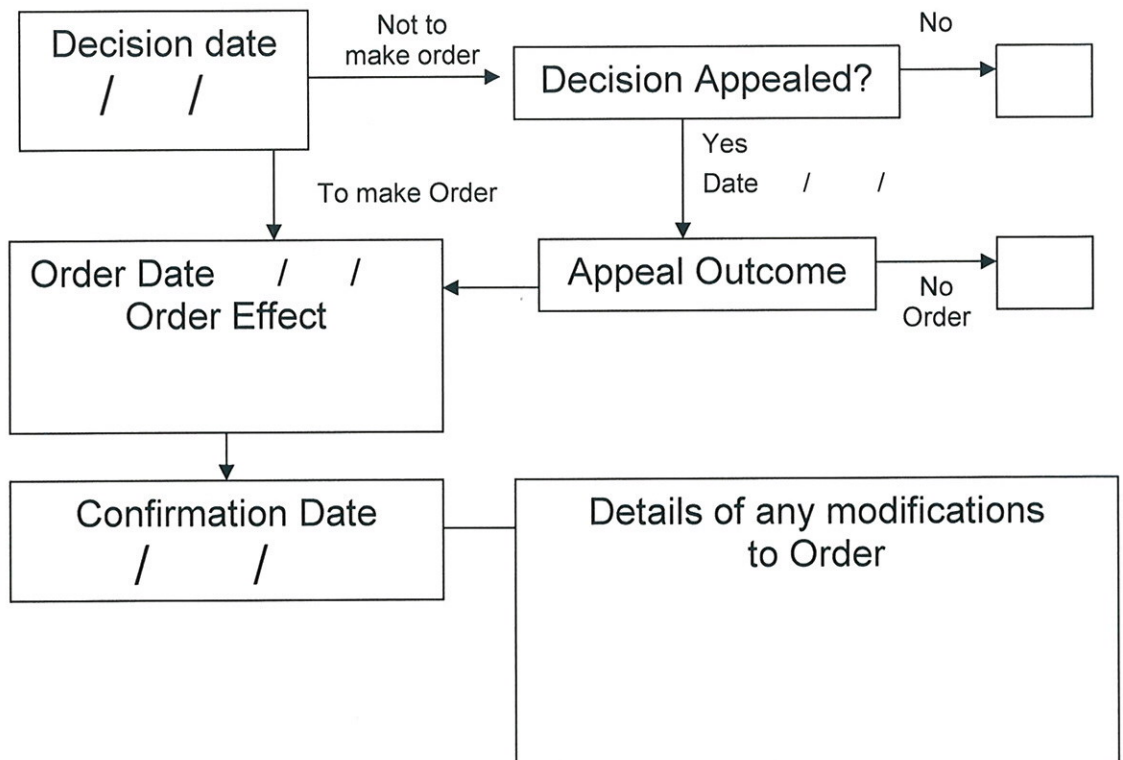 Decision date
/ /
Not to
make order
Decision Appealed?
No
Yes
Date / /
To make Order
Order Date / /
Order Effect
Appeal Outcome
No
Order
Confirmation Date
/ /
Details of any modifications
to Order